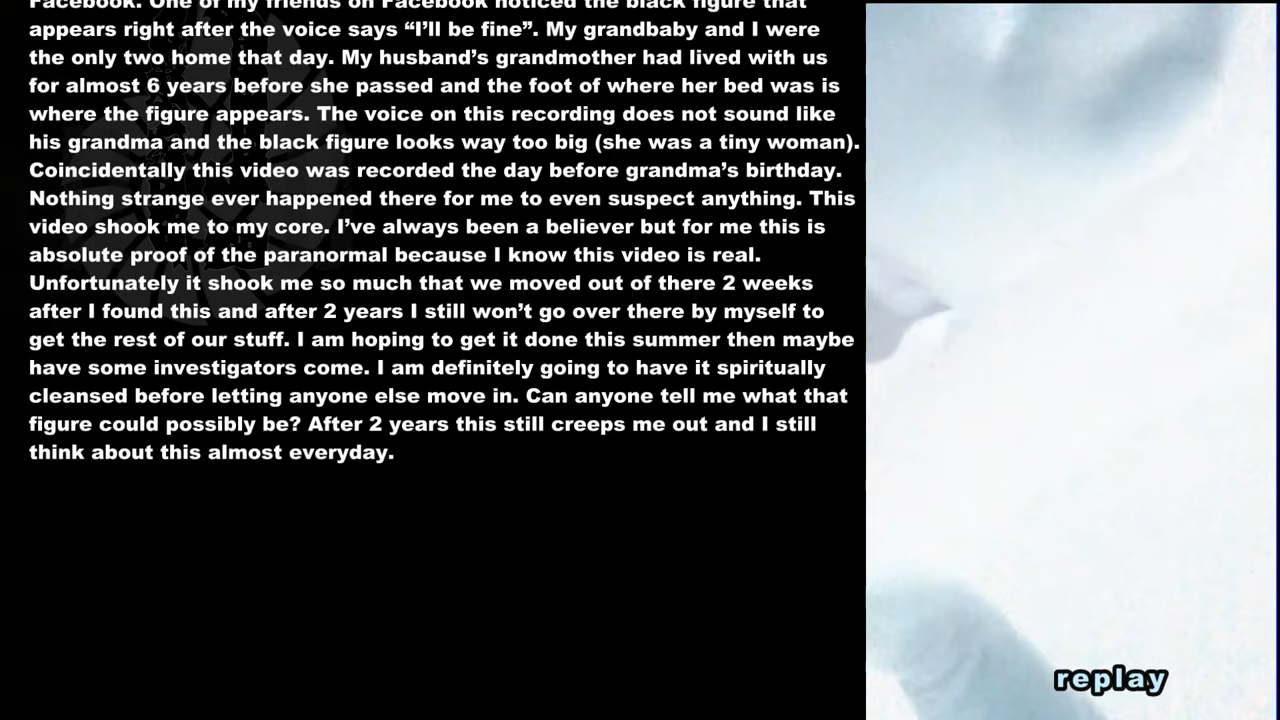 Facebook. One of my friends on Facebook noticed the black figure that
appears right after the voice says “I’ll be fine”. My grandbaby and I were
the only two home that day. My husband’s grandmother had lived with us
for almost 6 years before she passed and the foot of where her bed was is
where the figure appears. The voice on this recording does not sound like
his grandma and the black figure looks way too big (she was a tiny woman).
Coincidentally this video was recorded the day before grandma’s birthday.
Nothing strange ever happened there for me to even suspect anything. This
video shook me to my core. I’ve always been a believer but for me this is
absolute proof of the paranormal because I know this video is real.
Unfortunately it shook me so much that we moved out of there 2 weeks
after I found this and after 2 years I still won’t go over there by myself to
get the rest of our stuff. I am hoping to get it done this summer then maybe
have some investigators come. I am definitely going to have it spiritually
cleansed before letting anyone else move in. Can anyone tell me what that
figure could possibly be? After 2 years this still creeps me out and I still
think about this almost everyday.
replay